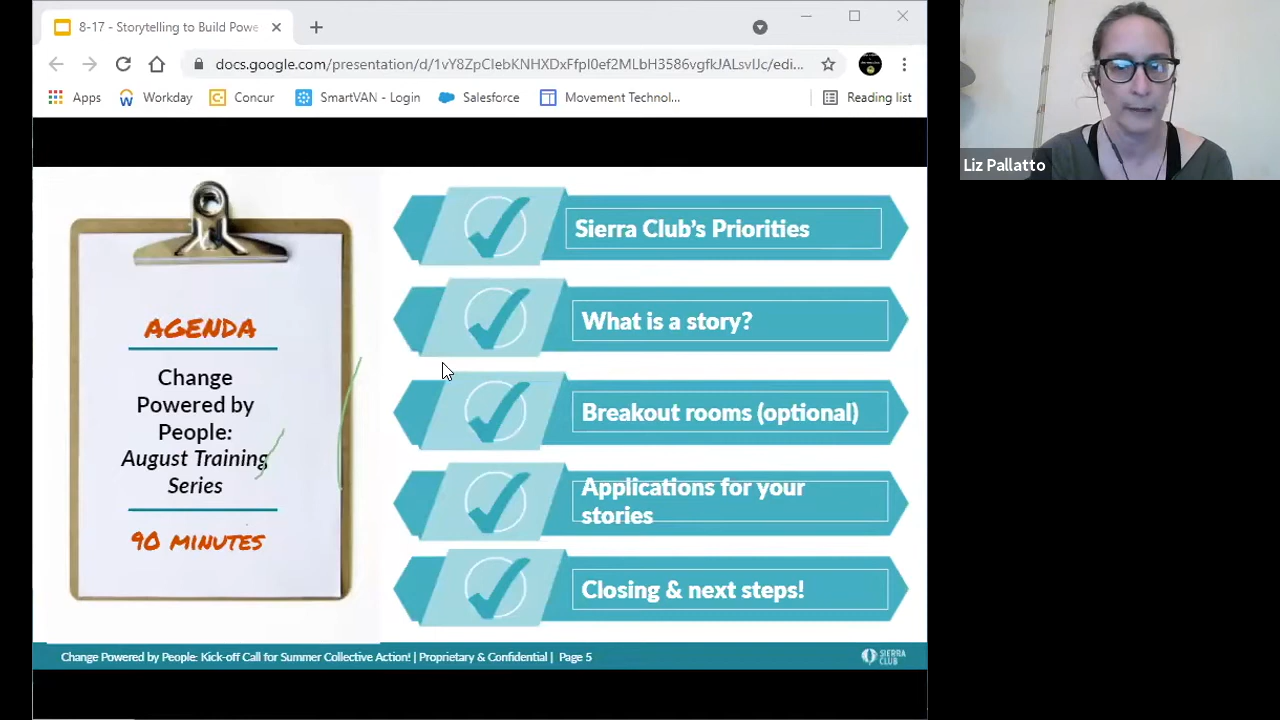 8-17 - Storytelling to Build Powe
docs.google.com/presentation/d/1vY8ZpCIebKNHXDxFfpI0ef2MLbH3586vgfkJALsvlJc/edi...
Apps
Workday
Concur
SmartVAN - Login
Salesforce
Movement Technol...
Reading list
Liz Pallatto
AGENDA
Change
Powered by
People:
August Training
Series
90 MINUTES
Sierra Club's Priorities
What is a story?
Breakout rooms (optional)
Applications for your
stories
Closing & next steps!
Change Powered by People: Kick-off Call for Summer Collective Action! | Proprietary & Confidential | Page 5
SIERRA
CLUB